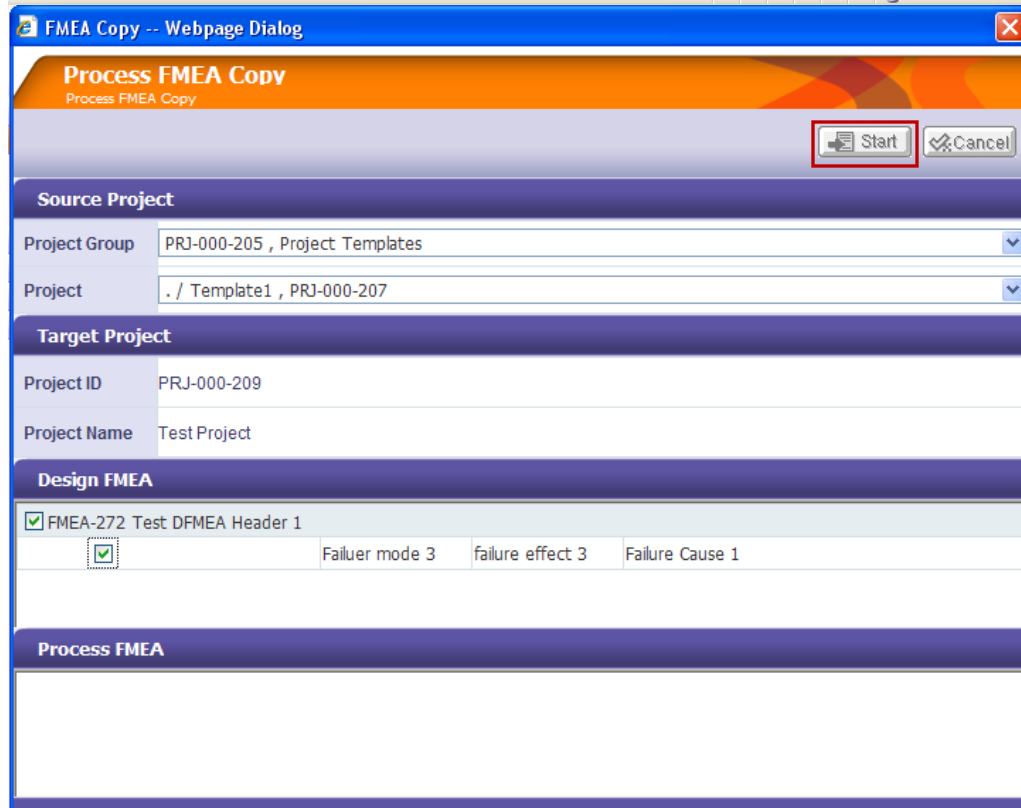 FMEA Copy -- Webpage Dialog
Process FMEA Copy
Process FMEA Copy
Start Cancel
Source Project
Project Group PRJ-000-205 , Project Templates
Project . / Template1 , PRJ-000-207
Target Project
Project ID PRJ-000-209
Project Name Test Project
Design FMEA
FMEA-272 Test DFMEA Header 1
Failuer mode 3 failure effect 3 Failure Cause 1
Process FMEA